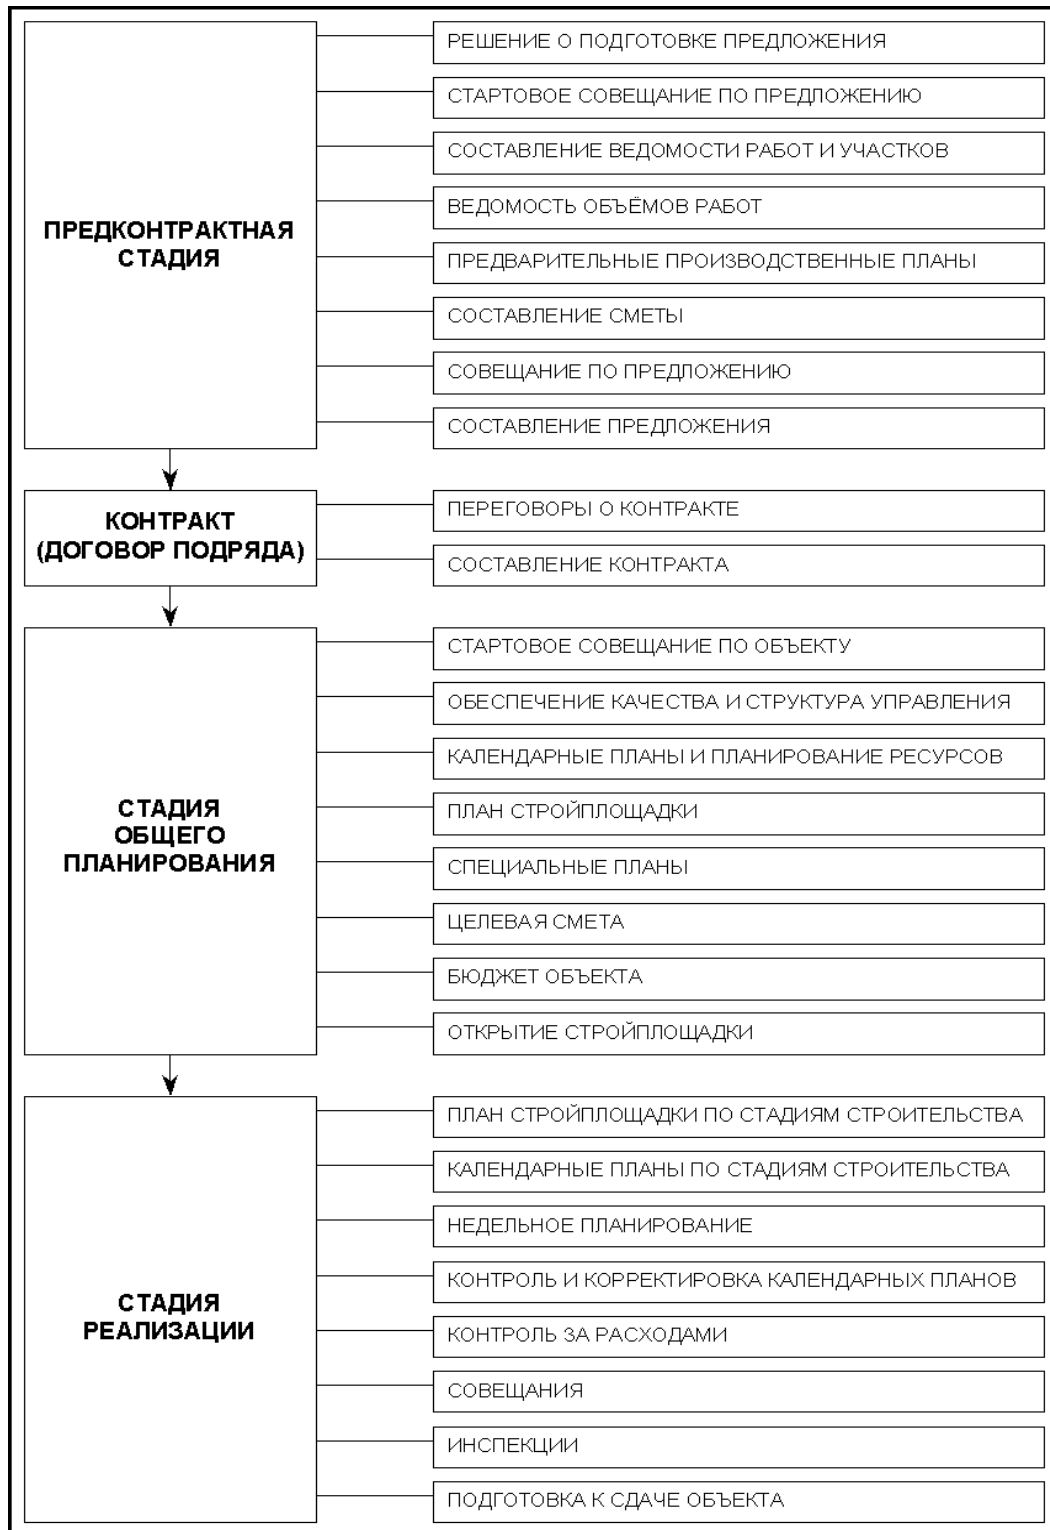 ПРЕДКОНТРАКТНАЯ
СТАДИЯ
РЕШЕНИЕ О ПОДГОТОВКЕ ПРЕДЛОЖЕНИЯ
СТАРТОВОЕ СОВЕЩАНИЕ ПО ПРЕДЛОЖЕНИЮ
СОСТАВЛЕНИЕ ВЕДОМОСТИ РАБОТ И УЧАСТКОВ
ВЕДОМОСТЬ ОБЪЁМОВ РАБОТ
ПРЕДВАРИТЕЛЬНЫЕ ПРОИЗВОДСТВЕННЫЕ ПЛАНЫ
СОСТАВЛЕНИЕ СМЕТЫ
СОВЕЩАНИЕ ПО ПРЕДЛОЖЕНИЮ
СОСТАВЛЕНИЕ ПРЕДЛОЖЕНИЯ
КОНТРАКТ
(ДОГОВОР ПОДРЯДА)
ПЕРЕГОВОРЫ О КОНТРАКТЕ
СОСТАВЛЕНИЕ КОНТРАКТА
СТАДИЯ
ОБЩЕГО
ПЛАНИРОВАНИЯ
СТАРТОВОЕ СОВЕЩАНИЕ ПО ОБЪЕКТУ
ОБЕСПЕЧЕНИЕ КАЧЕСТВА И СТРУКТУРА УПРАВЛЕНИЯ
КАЛЕНДАРНЫЕ ПЛАНЫ И ПЛАНИРОВАНИЕ РЕСУРСОВ
ПЛАН СТРОЙПЛОЩАДКИ
СПЕЦИАЛЬНЫЕ ПЛАНЫ
ЦЕЛЕВАЯ СМЕТА
БЮДЖЕТ ОБЪЕКТА
ОТКРЫТИЕ СТРОЙПЛОЩАДКИ
СТАДИЯ
РЕАЛИЗАЦИИ
ПЛАН СТРОЙПЛОЩАДКИ ПО СТАДИЯМ СТРОИТЕЛЬСТВА
КАЛЕНДАРНЫЕ ПЛАНЫ ПО СТАДИЯМ СТРОИТЕЛЬСТВА
НЕДЕЛЬНОЕ ПЛАНИРОВАНИЕ
КОНТРОЛЬ И КОРРЕКТИРОВКА КАЛЕНДАРНЫХ ПЛАНОВ
КОНТРОЛЬ ЗА РАСХОДАМИ
СОВЕЩАНИЯ
ИНСПЕКЦИИ
ПОДГОТОВКА К СДАЧЕ ОБЪЕКТА